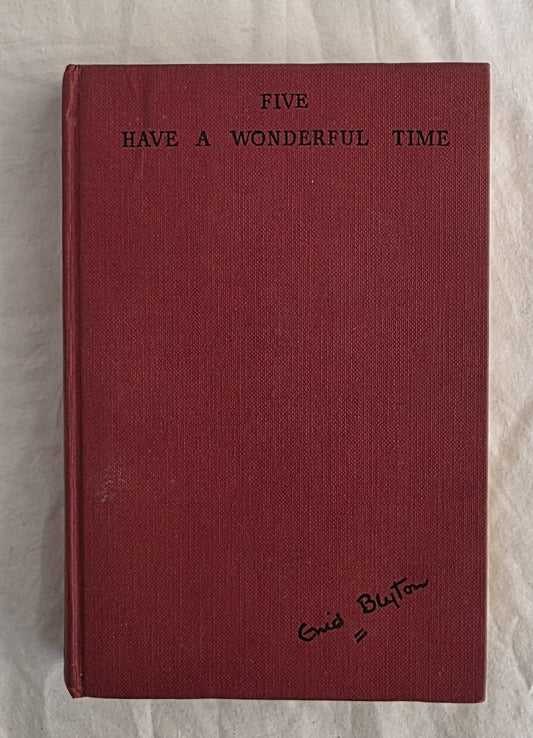 FIVE
HAVE A WONDERFUL TIME
Enid Blyton